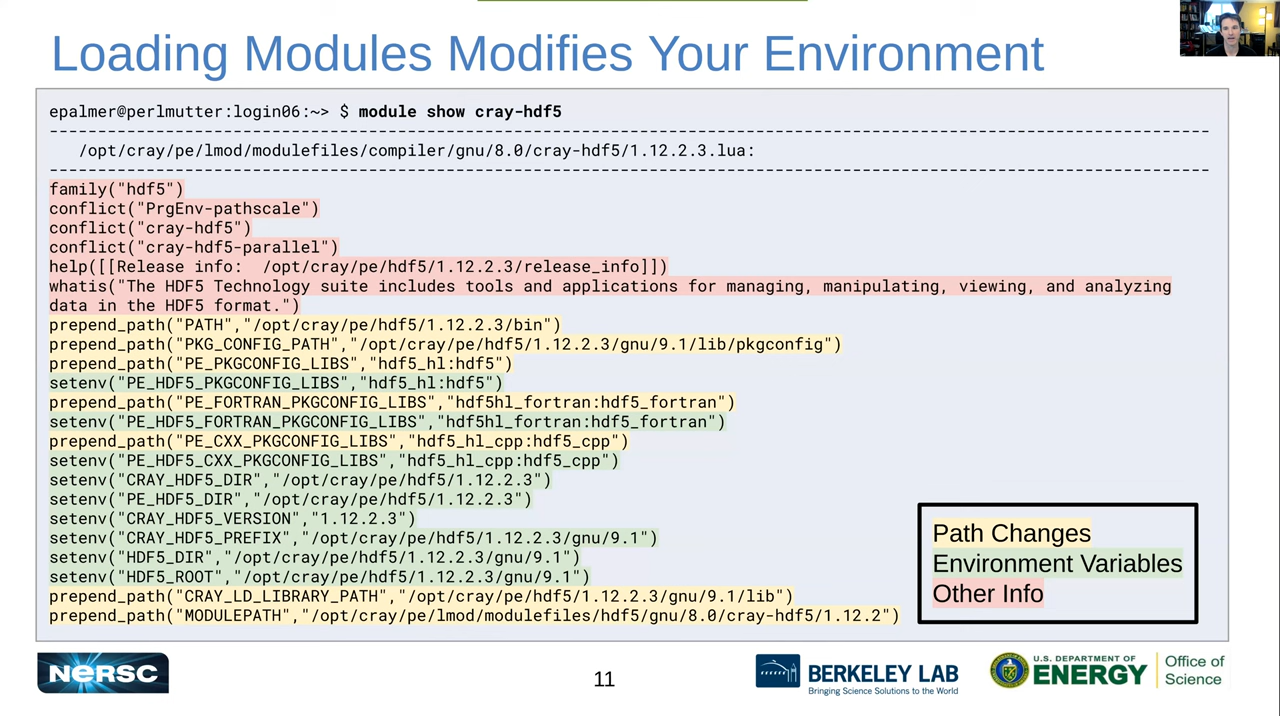 Loading Modules Modifies Your Environment
epalmer@perlmutter:login06:~> $ module show cray-hdf5
--------------------------------------------------------------------------------
/opt/cray/pe/lmod/modulefiles/compiler/gnu/8.0/cray-hdf5/1.12.2.3.lua:
--------------------------------------------------------------------------------
family("hdf5")
conflict("PrgEnv-pathscale")
conflict("cray-hdf5")
conflict("cray-hdf5-parallel")
help([[Release info:  /opt/cray/pe/hdf5/1.12.2.3/release_info]])
whatis("The HDF5 Technology suite includes tools and applications for managing, manipulating, viewing, and analyzing
data in the HDF5 format.")
prepend_path("PATH","/opt/cray/pe/hdf5/1.12.2.3/bin")
prepend_path("PKG_CONFIG_PATH","/opt/cray/pe/hdf5/1.12.2.3/gnu/9.1/lib/pkgconfig")
prepend_path("PE_PKGCONFIG_LIBS","hdf5_hl:hdf5")
setenv("PE_HDF5_PKGCONFIG_LIBS","hdf5_hl:hdf5")
prepend_path("PE_FORTRAN_PKGCONFIG_LIBS","hdf5hl_fortran:hdf5_fortran")
setenv("PE_HDF5_FORTRAN_PKGCONFIG_LIBS","hdf5hl_fortran:hdf5_fortran")
prepend_path("PE_CXX_PKGCONFIG_LIBS","hdf5_hl_cpp:hdf5_cpp")
setenv("PE_HDF5_CXX_PKGCONFIG_LIBS","hdf5_hl_cpp:hdf5_cpp")
setenv("CRAY_HDF5_DIR","/opt/cray/pe/hdf5/1.12.2.3")
setenv("PE_HDF5_DIR","/opt/cray/pe/hdf5/1.12.2.3")
setenv("CRAY_HDF5_VERSION","1.12.2.3")
setenv("CRAY_HDF5_PREFIX","/opt/cray/pe/hdf5/1.12.2.3/gnu/9.1")
setenv("HDF5_DIR","/opt/cray/pe/hdf5/1.12.2.3/gnu/9.1")
setenv("HDF5_ROOT","/opt/cray/pe/hdf5/1.12.2.3/gnu/9.1")
prepend_path("CRAY_LD_LIBRARY_PATH","/opt/cray/pe/hdf5/1.12.2.3/gnu/9.1/lib")
prepend_path("MODULEPATH","/opt/cray/pe/lmod/modulefiles/hdf5/gnu/8.0/cray-hdf5/1.12.2")
Path Changes
Environment Variables
Other Info
NERSC
11
BERKELEY LAB
Bringing Science Solutions to the World
U.S. DEPARTMENT OF
ENERGY
Office of
Science